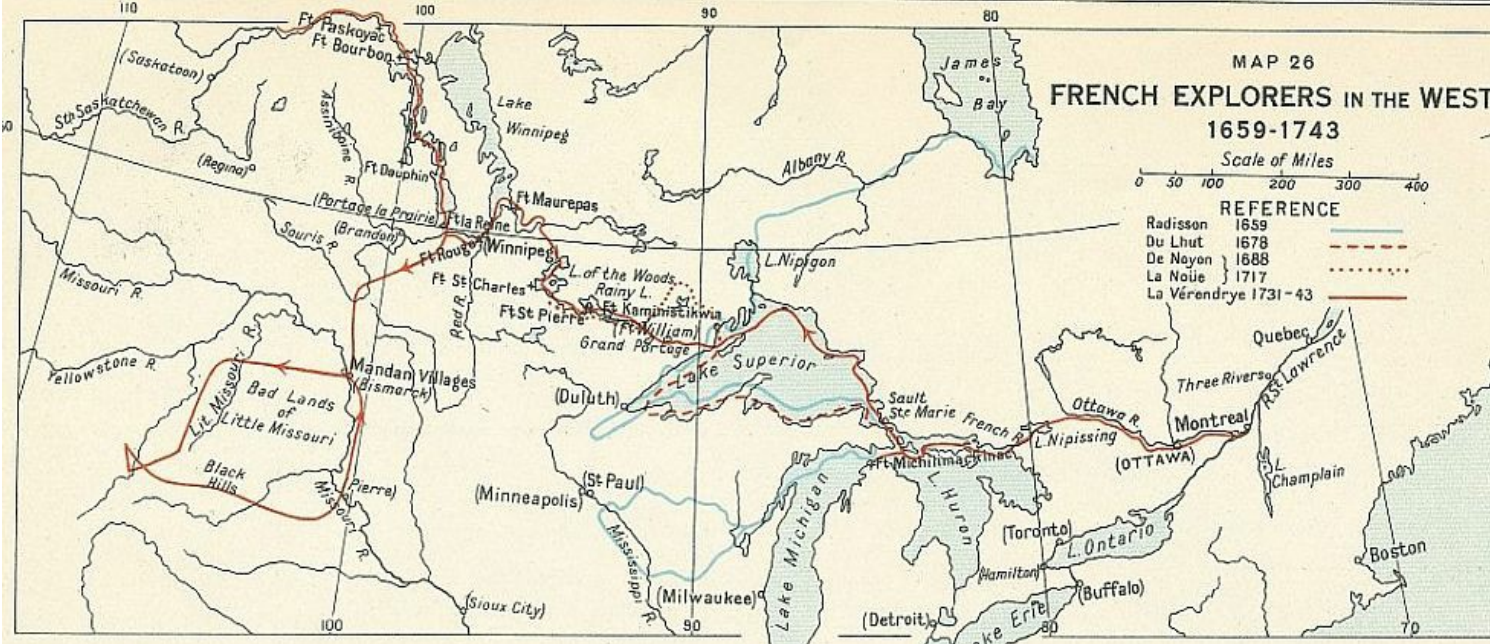 110
100
90
80
MAP 26
FRENCH EXPLORERS IN THE WEST
1659-1743
Scale of Miles
0 50 100 200 300 400
REFERENCE
Radisson 1659
Du Lhut 1678
De Noyon } 1688
La Noüe } 1717
La Vérendrye 1731-43
Ft Paskoyac
Ft Bourbon
(Saskatoon)
Sth Saskatchewan R.
Assiniboine R.
(Regina)
Lake Winnipeg
James Bay
Albany R.
Ft Dauphin
Ft Maurepas
(Portage la Prairie)
Ft la Reine
(Brandon)
Souris R.
Ft Rouge
(Winnipeg)
L. Nipigon
L. of the Woods
Rainy L.
Ft St Charles
Ft St Pierre
Ft Kaministikwia
(Ft William)
Grand Portage
Red R.
Missouri R.
Yellowstone R.
Lit. Missouri R.
Mandan Villages
(Bismarck)
Bad Lands
of
Little Missouri
Black
Hills
Pierre)
Missouri R.
(Sioux City)
(Duluth)
Lake Superior
Sault
Ste Marie
French R.
L. Nipissing
Ottawa R.
(OTTAWA)
Montreal
Three Rivers
Quebec
R. St Lawrence
L.
Champlain
Ft Michilimackinac
(St Paul)
(Minneapolis)
Mississippi R.
(Milwaukee)
Lake Michigan
L. Huron
(Toronto)
L. Ontario
(Hamilton)
(Buffalo)
(Detroit)
ke Erie
Boston
100
90
80
70